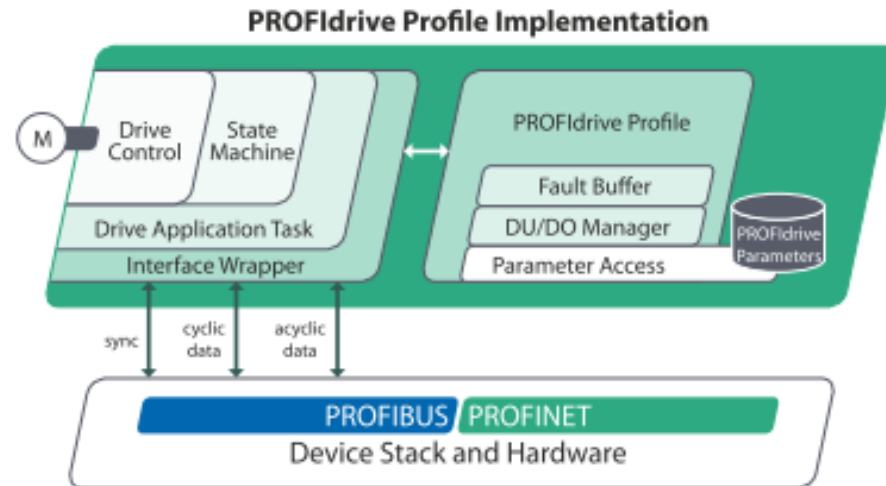 PROFIdrive Profile Implementation
M
Drive
Control
State
Machine
Drive Application Task
Interface Wrapper
PROFIdrive Profile
Fault Buffer
DU/DO Manager
Parameter Access
PROFIdrive
Parameters
sync
cyclic
data
acyclic
data
PROFIBUS PROFINET
Device Stack and Hardware